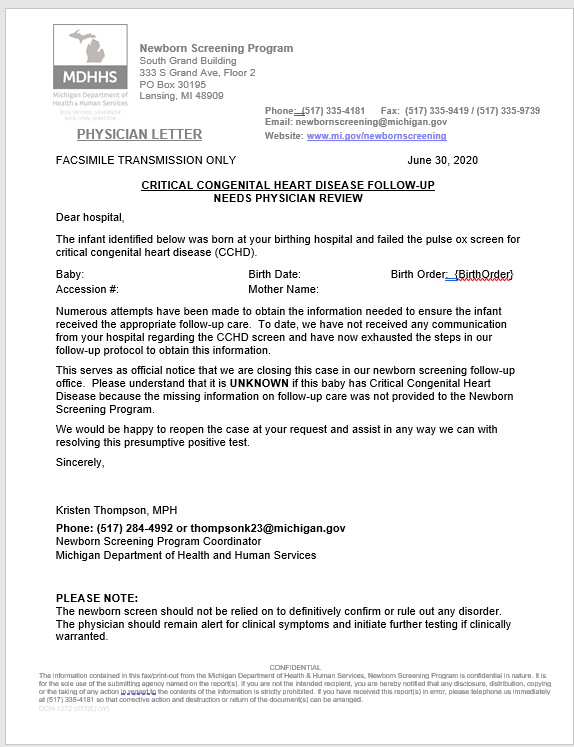 MDHHS
Michigan Department of
Health & Human Services
RICK SNYDER, GOVERNOR
NICK LYON, DIRECTOR
Newborn Screening Program
South Grand Building
333 S Grand Ave, Floor 2
PO Box 30195
Lansing, MI 48909
Phone: (517) 335-4181 Fax: (517) 335-9419 / (517) 335-9739
Email: newbornscreening@michigan.gov
PHYSICIAN LETTER
Website: www.mi.gov/newbornscreening
FACSIMILE TRANSMISSION ONLY June 30, 2020
CRITICAL CONGENITAL HEART DISEASE FOLLOW-UP
NEEDS PHYSICIAN REVIEW
Dear hospital,
The infant identified below was born at your birthing hospital and failed the pulse ox screen for
critical congenital heart disease (CCHD).
Baby: Birth Date: Birth Order: {BirthOrder}
Accession #: Mother Name:
Numerous attempts have been made to obtain the information needed to ensure the infant
received the appropriate follow-up care. To date, we have not received any communication
from your hospital regarding the CCHD screen and have now exhausted the steps in our
follow-up protocol to obtain this information.
This serves as official notice that we are closing this case in our newborn screening follow-up
office. Please understand that it is UNKNOWN if this baby has Critical Congenital Heart
Disease because the missing information on follow-up care was not provided to the Newborn
Screening Program.
We would be happy to reopen the case at your request and assist in any way we can with
resolving this presumptive positive test.
Sincerely,
Kristen Thompson, MPH
Phone: (517) 284-4992 or thompsonk23@michigan.gov
Newborn Screening Program Coordinator
Michigan Department of Health and Human Services
PLEASE NOTE:
The newborn screen should not be relied on to definitively confirm or rule out any disorder.
The physician should remain alert for clinical symptoms and initiate further testing if clinically
warranted.
CONFIDENTIAL
The information contained in this fax/print-out from the Michigan Department of Health & Human Services, Newborn Screening Program is confidential in nature. It is
for the sole use of the submitting agency named on the report(s). If you are not the intended recipient, you are hereby notified that any disclosure, distribution, copying
or the taking of any action in regard to the contents of the information is strictly prohibited. If you have received this report(s) in error, please telephone us immediately
at (517) 335-4181 so that corrective action and destruction or return of the document(s) can be arranged.